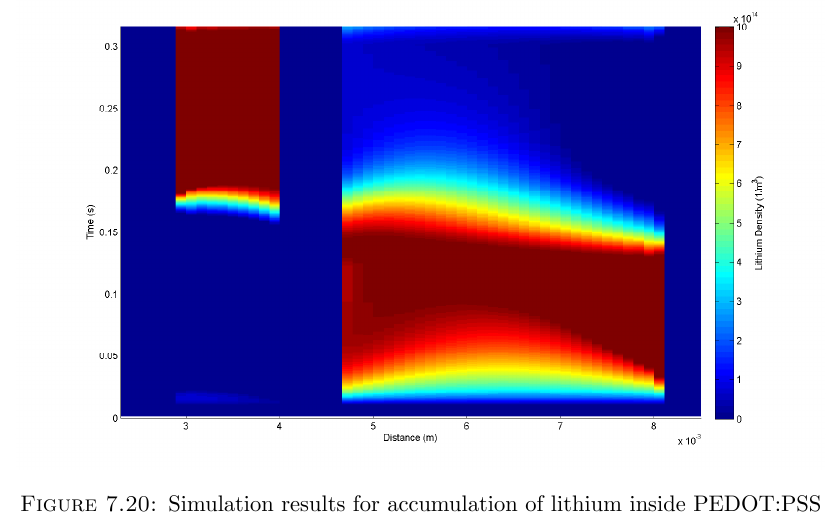 x 10^14
10
9
8
7
6
5
4
3
2
1
0
Lithium Density (1/m³)
0.3
0.25
0.2
0.15
0.1
0.05
0
Time (s)
3 4 5 6 7 8
Distance (m)
x 10^-3
FIGURE 7.20: Simulation results for accumulation of lithium inside PEDOT:PSS